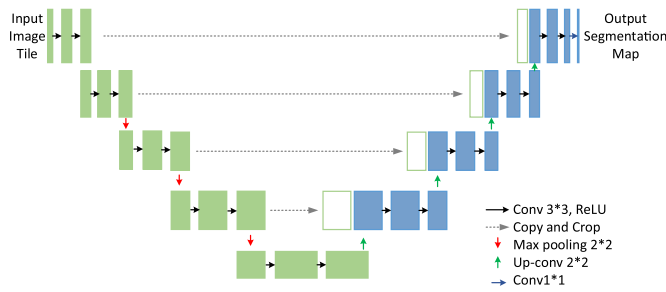 Input
Image
Tile
Output
Segmentation
Map
Conv 3*3, ReLU
Copy and Crop
Max pooling 2*2
Up-conv 2*2
Conv1*1